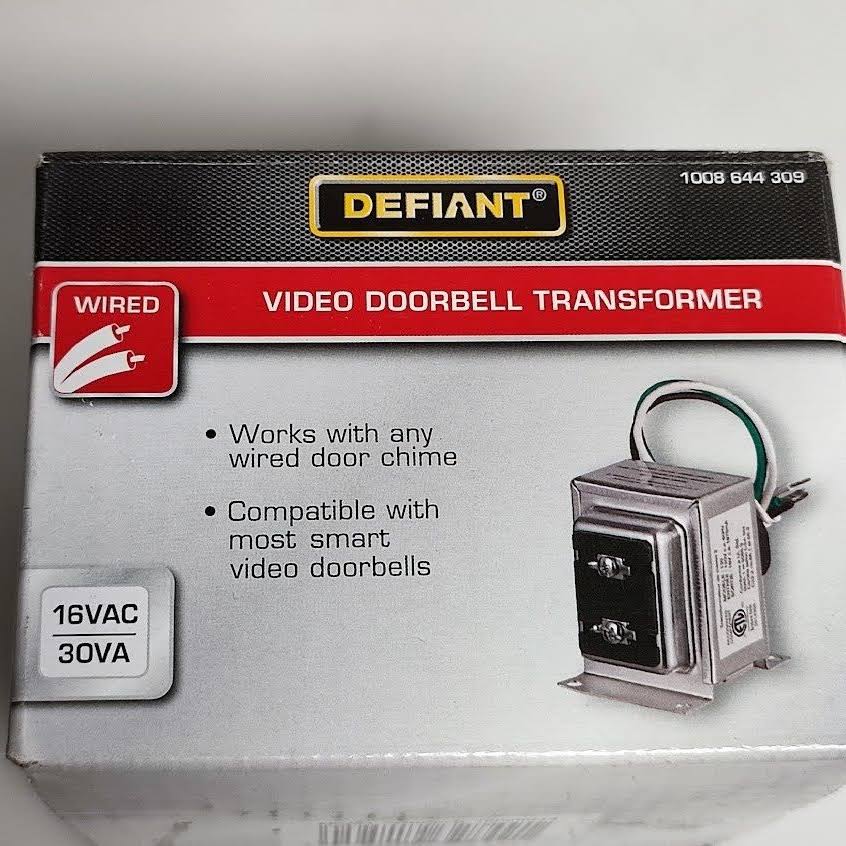 DEFIANT®
1008 644 309
WIRED
VIDEO DOORBELL TRANSFORMER
• Works with any
wired door chime
• Compatible with
most smart
video doorbells
16VAC
30VA